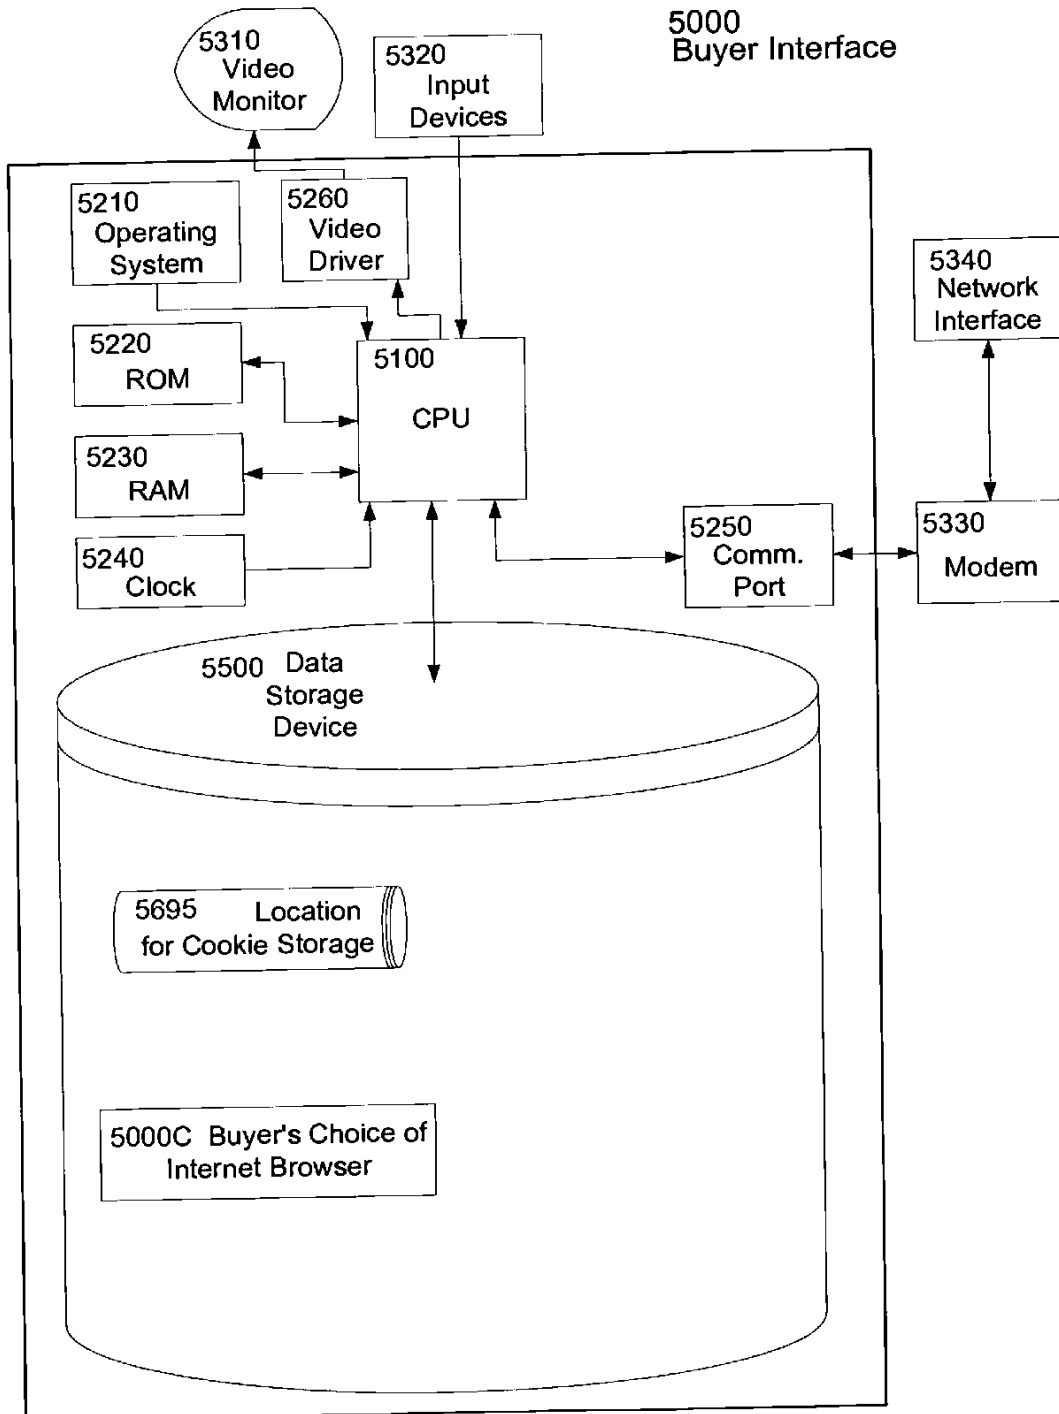 5000
Buyer Interface
5310
Video
Monitor
5320
Input
Devices
5210
Operating
System
5260
Video
Driver
5340
Network
Interface
5220
ROM
5100
CPU
5230
RAM
5240
Clock
5250
Comm.
Port
5330
Modem
5500 Data
Storage
Device
5695 Location
for Cookie Storage
5000C Buyer's Choice of
Internet Browser